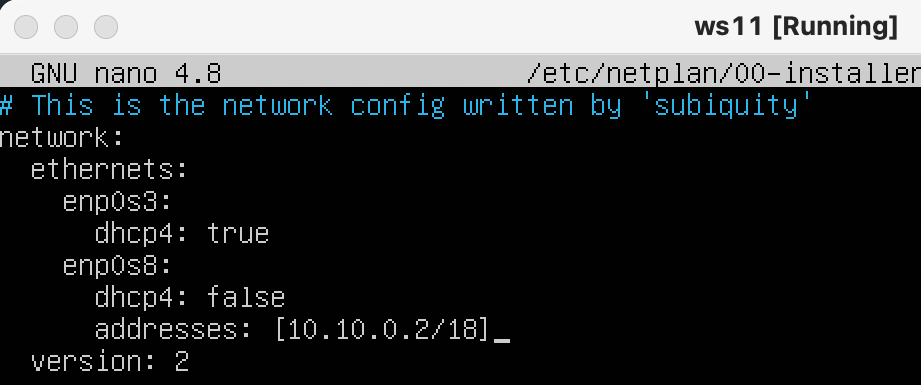 ws11 [Running]
GNU nano 4.8 /etc/netplan/00-installer
# This is the network config written by 'subiquity'
network:
  ethernets:
    enp0s3:
      dhcp4: true
    enp0s8:
      dhcp4: false
      addresses: [10.10.0.2/18]
  version: 2